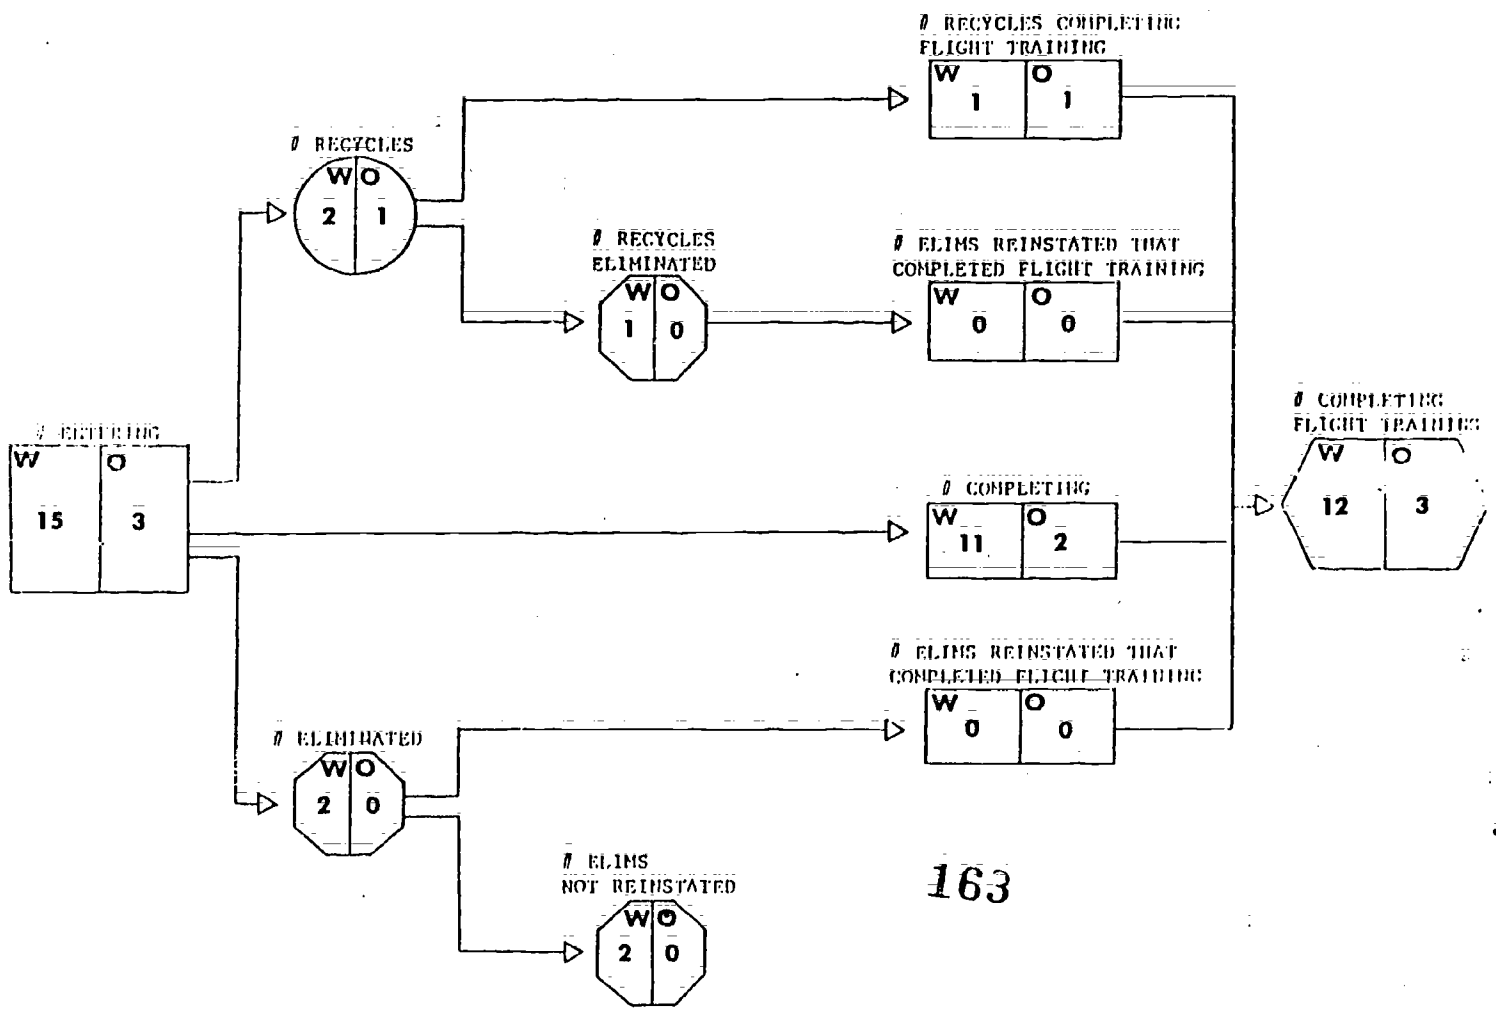 # RECYCLES COMPLETING
FLIGHT TRAINING
W O
1 1
# RECYCLES
W O
2 1
# RECYCLES
ELIMINATED
W O
1 0
# ELIMS REINSTATED THAT
COMPLETED FLIGHT TRAINING
W O
0 0
# ENTERING
W O
15 3
# COMPLETING
W O
11 2
# COMPLETING
FLIGHT TRAINING
W O
12 3
# ELIMS REINSTATED THAT
COMPLETED FLIGHT TRAINING
W O
0 0
# ELIMINATED
W O
2 0
# ELIMS
NOT REINSTATED
W O
2 0
163